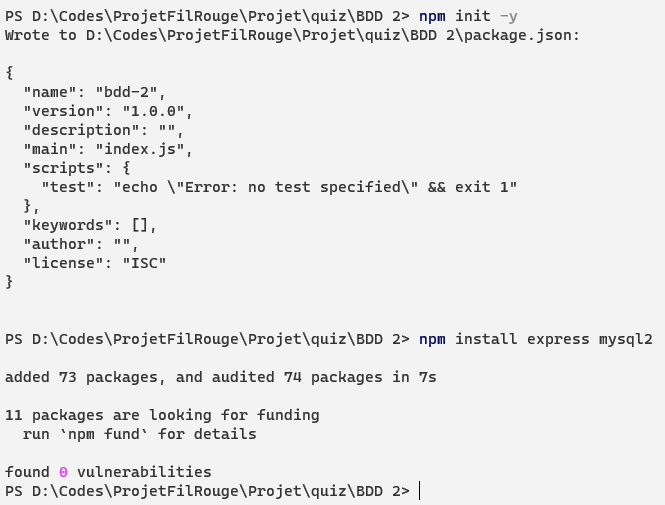 PS D:\Codes\ProjetFilRouge\Projet\quiz\BDD 2> npm init -y
Wrote to D:\Codes\ProjetFilRouge\Projet\quiz\BDD 2\package.json:
{
  "name": "bdd-2",
  "version": "1.0.0",
  "description": "",
  "main": "index.js",
  "scripts": {
    "test": "echo \"Error: no test specified\" && exit 1"
  },
  "keywords": [],
  "author": "",
  "license": "ISC"
}
PS D:\Codes\ProjetFilRouge\Projet\quiz\BDD 2> npm install express mysql2
added 73 packages, and audited 74 packages in 7s
11 packages are looking for funding
  run `npm fund` for details
found 0 vulnerabilities
PS D:\Codes\ProjetFilRouge\Projet\quiz\BDD 2>